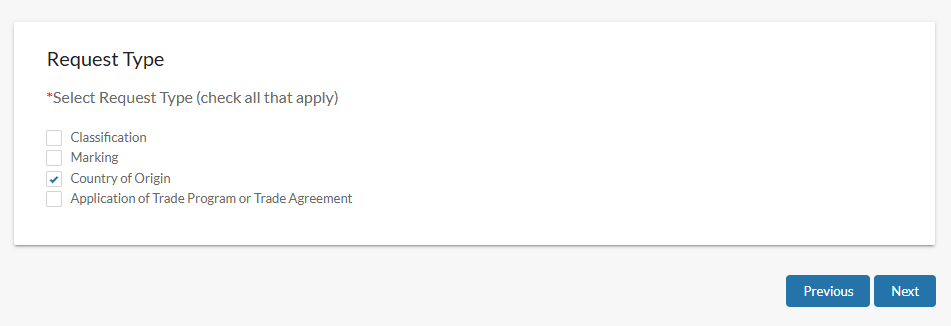 Request Type
*Select Request Type (check all that apply)
Classification
Marking
Country of Origin
Application of Trade Program or Trade Agreement
Previous Next